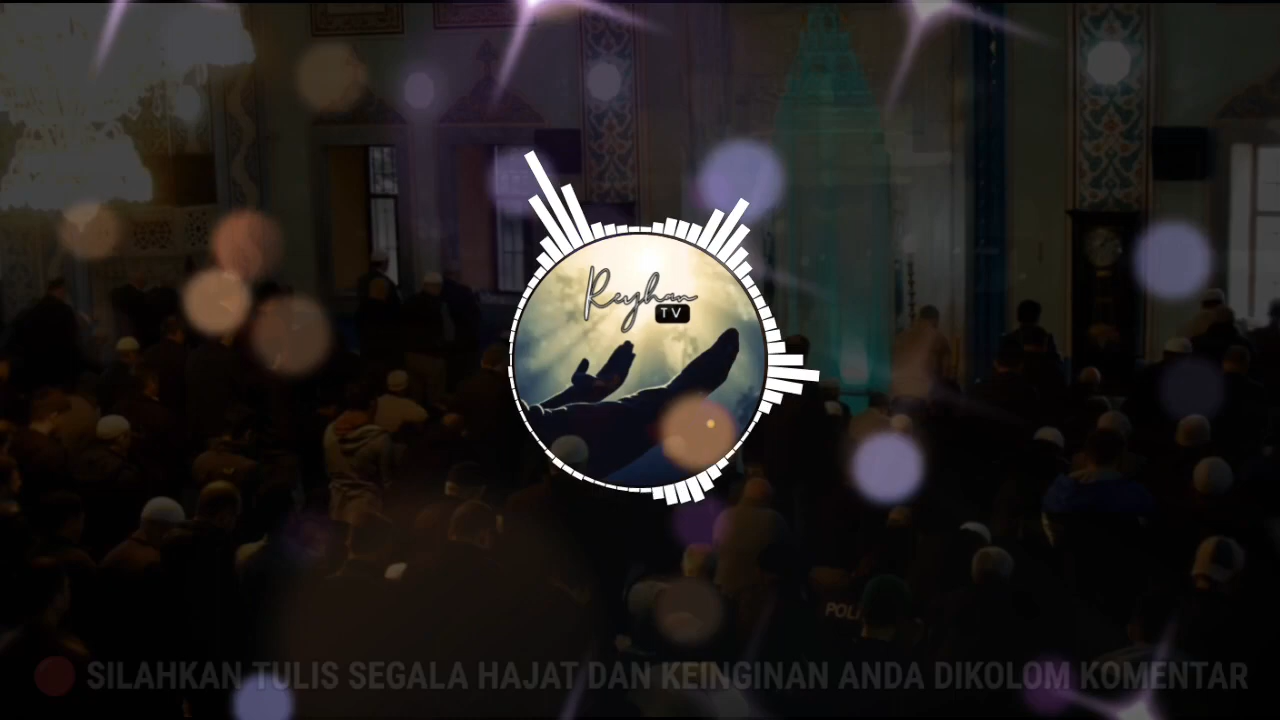 Reyhan
TV
SILAHKAN TULIS SEGALA HAJAT DAN KEINGINAN ANDA DIKOLOM KOMENTAR